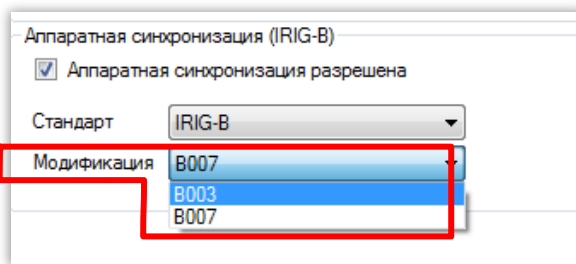 Аппаратная синхронизация (IRIG-B)
Аппаратная синхронизация разрешена
Стандарт IRIG-B
Модификация B007
B003
B007